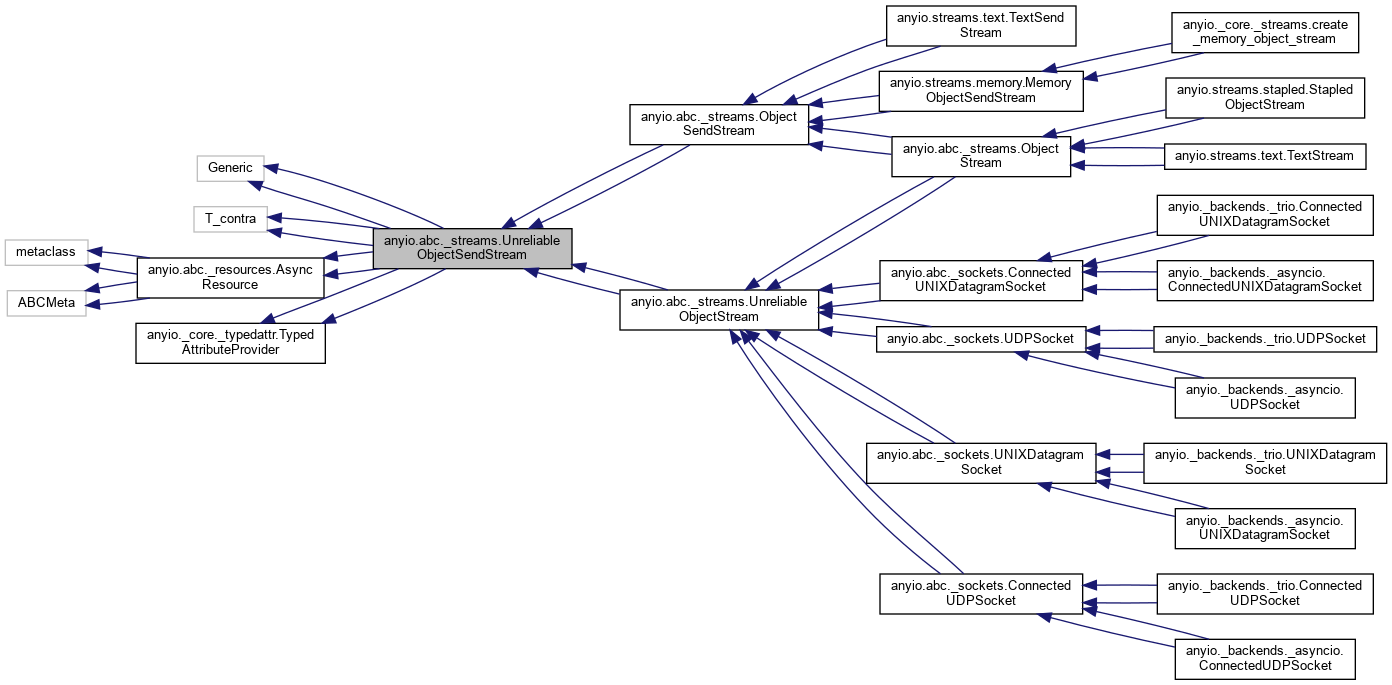 Generic
T_contra
metaclass
ABCMeta
anyio.abc._resources.Async
Resource
anyio._core._typedattr.Typed
AttributeProvider
anyio.abc._streams.Unreliable
ObjectSendStream
anyio.abc._streams.Object
SendStream
anyio.abc._streams.Unreliable
ObjectStream
anyio.streams.text.TextSend
Stream
anyio.streams.memory.Memory
ObjectSendStream
anyio.abc._streams.Object
Stream
anyio.abc._sockets.Connected
UNIXDatagramSocket
anyio.abc._sockets.UDPSocket
anyio.abc._sockets.UNIXDatagram
Socket
anyio.abc._sockets.Connected
UDPSocket
anyio._core._streams.create
_memory_object_stream
anyio.streams.stapled.Stapled
ObjectStream
anyio.streams.text.TextStream
anyio._backends._trio.Connected
UNIXDatagramSocket
anyio._backends._asyncio.
ConnectedUNIXDatagramSocket
anyio._backends._trio.UDPSocket
anyio._backends._asyncio.
UDPSocket
anyio._backends._trio.UNIXDatagram
Socket
anyio._backends._asyncio.
UNIXDatagramSocket
anyio._backends._trio.Connected
UDPSocket
anyio._backends._asyncio.
ConnectedUDPSocket